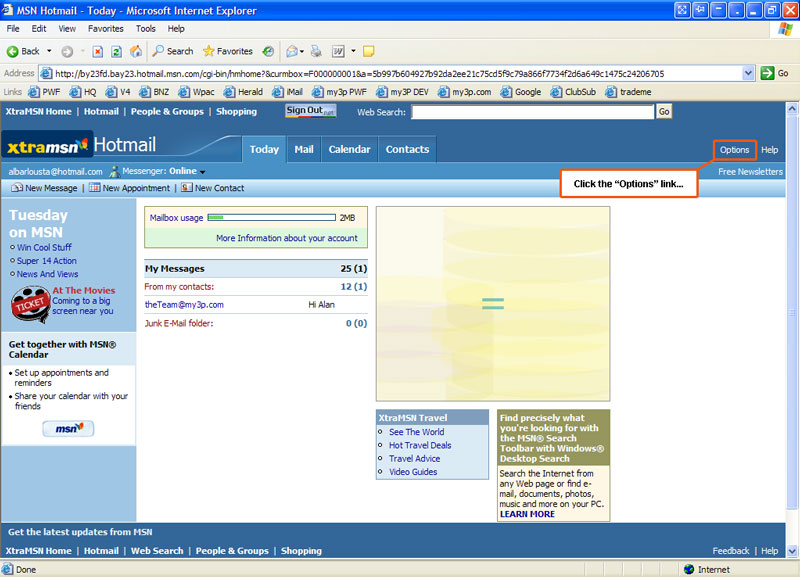 MSN Hotmail - Today - Microsoft Internet Explorer
File Edit View Favorites Tools Help
Back Search Favorites
Address http://by23fd.bay23.hotmail.msn.com/cgi-bin/hmhome?&curmbox=F000000001&a=5b997b604927b92da2ee21c75cd5f9c79a866f7734f2d6a649c1475c24206705 Go
Links PWF HQ V4 BNZ Wpac Herald iMail my3p PWF my3p DEV my3p.com Google ClubSub trademe
XtraMSN Home | Hotmail | People & Groups | Shopping Sign Out .net Web Search: Go
xtramsn Hotmail Today Mail Calendar Contacts Options Help
albarlousta@hotmail.com Messenger: Online Free Newsletters
Click the “Options” link...
New Message | New Appointment | New Contact
Tuesday
on MSN
Win Cool Stuff
Super 14 Action
News And Views
TICKET
At The Movies
Coming to a big
screen near you
Get together with MSN®
Calendar
Set up appointments and
reminders
Share your calendar with your
friends
msn
Mailbox usage 2MB
More Information about your account
My Messages 25 (1)
From my contacts: 12 (1)
theTeam@my3p.com Hi Alan
Junk E-Mail folder: 0 (0)
XtraMSN Travel
See The World
Hot Travel Deals
Travel Advice
Video Guides
Find precisely what
you're looking for with
the MSN® Search
Toolbar with Windows®
Desktop Search
Search the Internet from
any Web page or find e-
mail, documents, photos,
music and more on your PC.
LEARN MORE
Get the latest updates from MSN
XtraMSN Home | Hotmail | Web Search | People & Groups | Shopping Feedback | Help
Done Internet